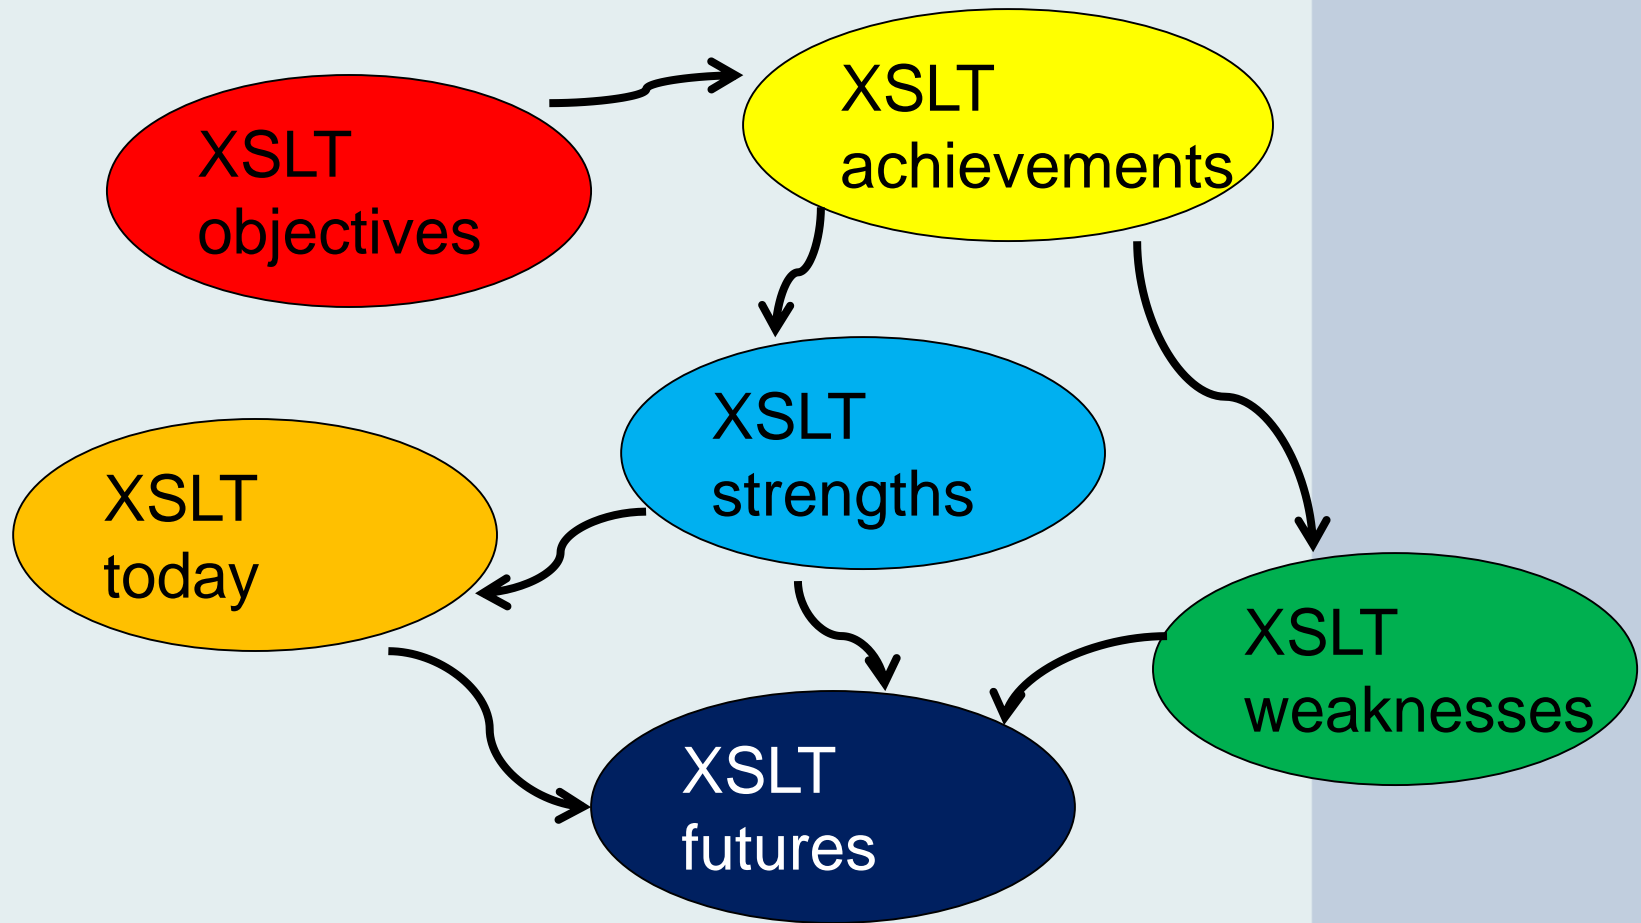 XSLT
objectives
XSLT
achievements
XSLT
strengths
XSLT
today
XSLT
weaknesses
XSLT
futures